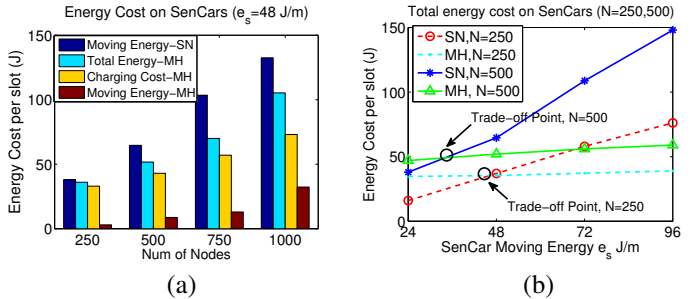 Energy Cost on SenCars (e_s=48 J/m)
Energy Cost per slot (J)
150
100
50
0
Moving Energy−SN
Total Energy−MH
Charging Cost−MH
Moving Energy−MH
250
500
750
1000
Num of Nodes
(a)
Total energy cost on SenCars (N=250,500)
Energy Cost per slot (J)
150
100
50
0
SN,N=250
MH,N=250
SN,N=500
MH, N=500
Trade−off Point, N=500
Trade−off Point, N=250
24
48
72
96
SenCar Moving Energy e_s J/m
(b)